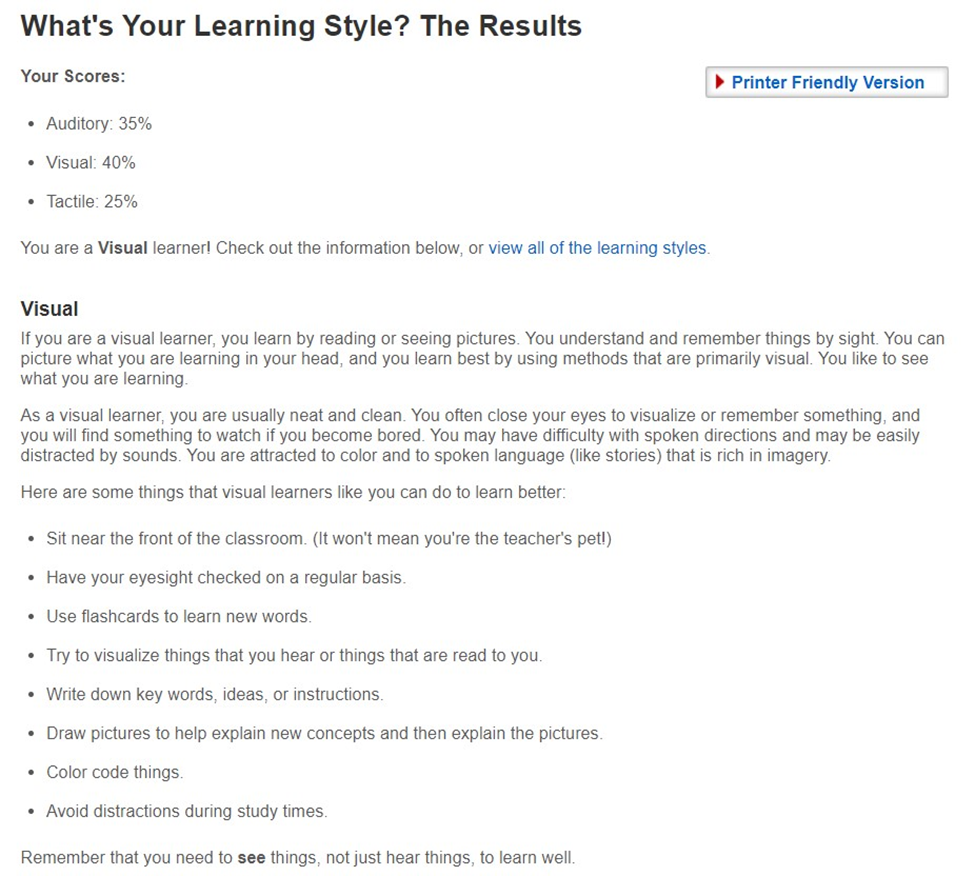 What's Your Learning Style? The Results
Your Scores:
Printer Friendly Version
• Auditory: 35%
• Visual: 40%
• Tactile: 25%
You are a Visual learner! Check out the information below, or view all of the learning styles.
Visual
If you are a visual learner, you learn by reading or seeing pictures. You understand and remember things by sight. You can
picture what you are learning in your head, and you learn best by using methods that are primarily visual. You like to see
what you are learning.
As a visual learner, you are usually neat and clean. You often close your eyes to visualize or remember something, and
you will find something to watch if you become bored. You may have difficulty with spoken directions and may be easily
distracted by sounds. You are attracted to color and to spoken language (like stories) that is rich in imagery.
Here are some things that visual learners like you can do to learn better:
• Sit near the front of the classroom. (It won't mean you're the teacher's pet!)
• Have your eyesight checked on a regular basis.
• Use flashcards to learn new words.
• Try to visualize things that you hear or things that are read to you.
• Write down key words, ideas, or instructions.
• Draw pictures to help explain new concepts and then explain the pictures.
• Color code things.
• Avoid distractions during study times.
Remember that you need to see things, not just hear things, to learn well.